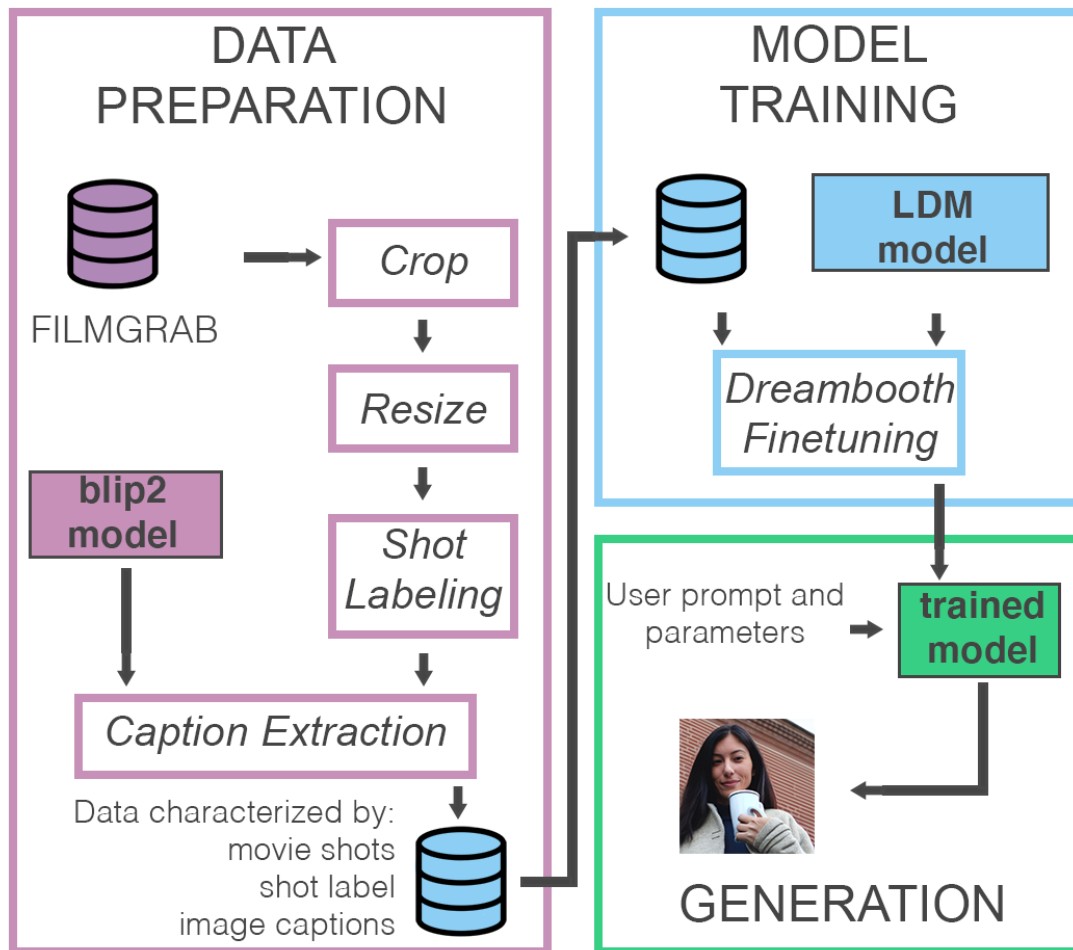 DATA
PREPARATION
FILMGRAB
Crop
Resize
blip2
model
Shot
Labeling
Caption Extraction
Data characterized by:
movie shots
shot label
image captions
MODEL
TRAINING
LDM
model
Dreambooth
Finetuning
User prompt and
parameters
trained
model
GENERATION